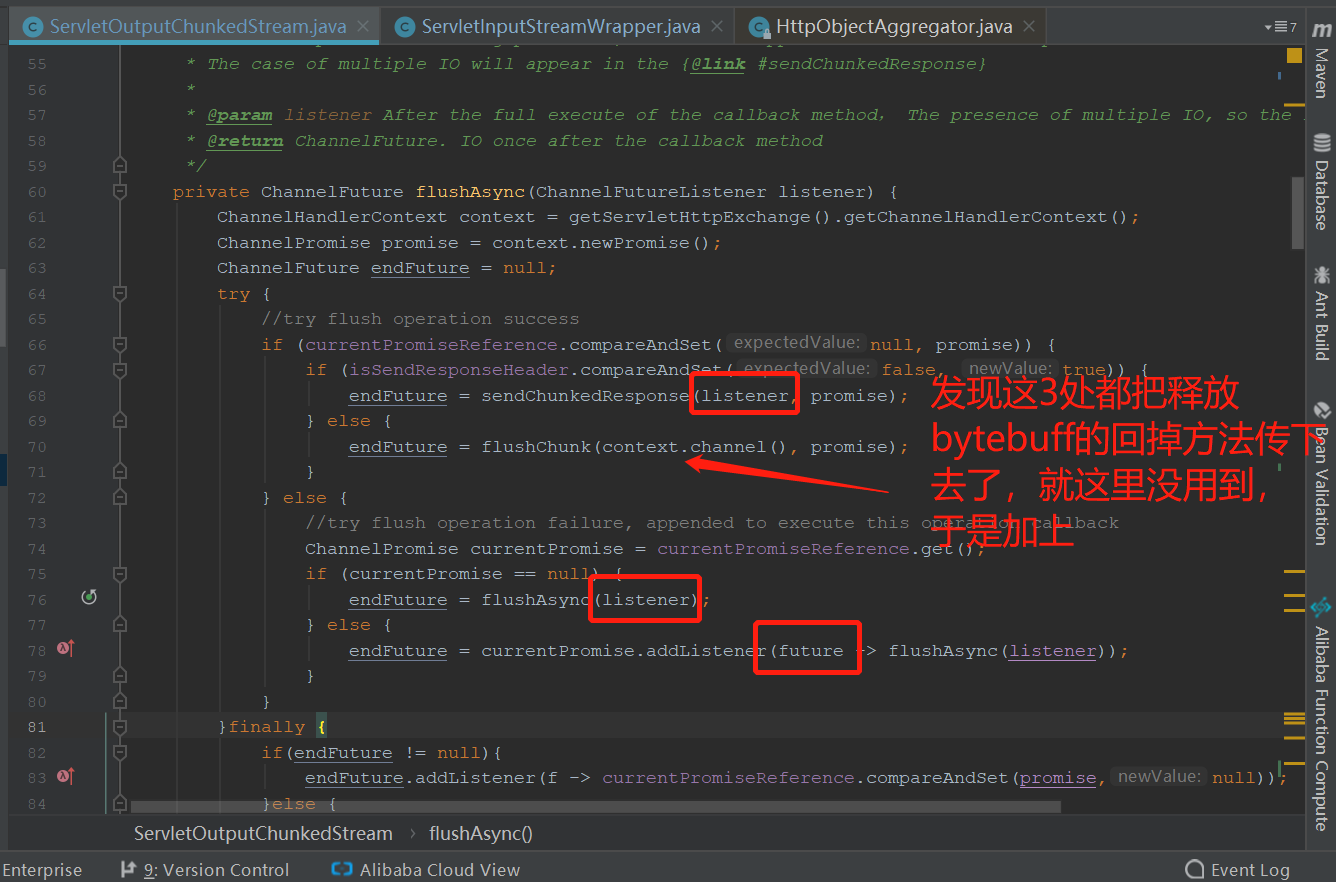 ServletOutputChunkedStream.java
ServletInputStreamWrapper.java
HttpObjectAggregator.java
7
55 * The case of multiple IO will appear in the {@link #sendChunkedResponse}
56 *
57 * @param listener After the full execute of the callback method, The presence of multiple IO, so the
58 * @return ChannelFuture. IO once after the callback method
59 */
60 private ChannelFuture flushAsync(ChannelFutureListener listener) {
61 ChannelHandlerContext context = getServletHttpExchange().getChannelHandlerContext();
62 ChannelPromise promise = context.newPromise();
63 ChannelFuture endFuture = null;
64 try {
65 //try flush operation success
66 if (currentPromiseReference.compareAndSet( expectedValue: null, promise)) {
67 if (isSendResponseHeader.compareAndSet( expectedValue: false, newValue: true)) {
68 endFuture = sendChunkedResponse(listener, promise);
69 } else {
70 endFuture = flushChunk(context.channel(), promise);
71 }
72 } else {
73 //try flush operation failure, appended to execute this operation callback
74 ChannelPromise currentPromise = currentPromiseReference.get();
75 if (currentPromise == null) {
76 endFuture = flushAsync(listener);
77 } else {
78 endFuture = currentPromise.addListener(future -> flushAsync(listener));
79 }
80 }
81 }finally {
82 if(endFuture != null){
83 endFuture.addListener(f -> currentPromiseReference.compareAndSet(promise, newValue: null));
84 }else {
发现这3处都把释放
bytebuff的回掉方法传下
去了，就这里没用到，
于是加上
Maven
Database
Ant Build
Bean Validation
Alibaba Function Compute
ServletOutputChunkedStream › flushAsync()
Enterprise
9: Version Control
Alibaba Cloud View
Event Log